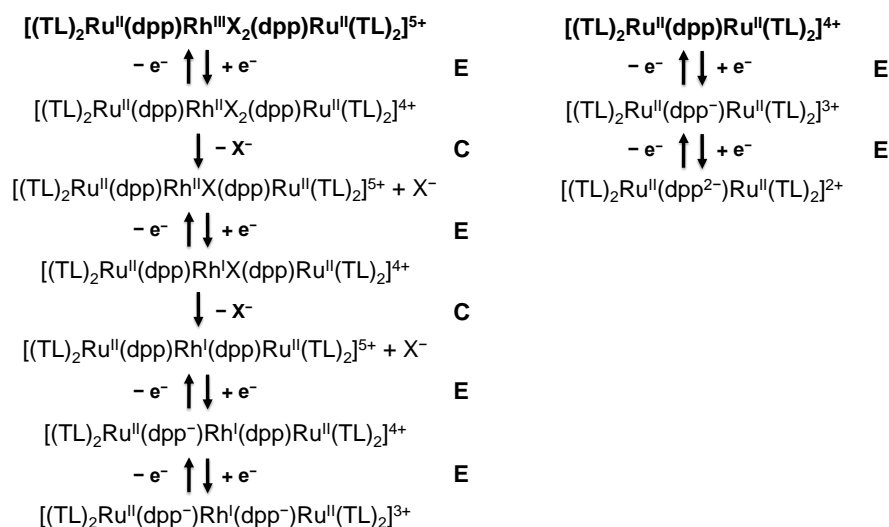 [(TL)₂Ruᴵᴵ(dpp)RhᴵᴵᴵX₂(dpp)Ruᴵᴵ(TL)₂]⁵⁺
− e⁻ + e⁻ E
[(TL)₂Ruᴵᴵ(dpp)RhᴵᴵX₂(dpp)Ruᴵᴵ(TL)₂]⁴⁺
− X⁻ C
[(TL)₂Ruᴵᴵ(dpp)RhᴵᴵX(dpp)Ruᴵᴵ(TL)₂]⁵⁺ + X⁻
− e⁻ + e⁻ E
[(TL)₂Ruᴵᴵ(dpp)RhᴵX(dpp)Ruᴵᴵ(TL)₂]⁴⁺
− X⁻ C
[(TL)₂Ruᴵᴵ(dpp)Rhᴵ(dpp)Ruᴵᴵ(TL)₂]⁵⁺ + X⁻
− e⁻ + e⁻ E
[(TL)₂Ruᴵᴵ(dpp⁻)Rhᴵ(dpp)Ruᴵᴵ(TL)₂]⁴⁺
− e⁻ + e⁻ E
[(TL)₂Ruᴵᴵ(dpp⁻)Rhᴵ(dpp⁻)Ruᴵᴵ(TL)₂]³⁺
[(TL)₂Ruᴵᴵ(dpp)Ruᴵᴵ(TL)₂]⁴⁺
− e⁻ + e⁻ E
[(TL)₂Ruᴵᴵ(dpp⁻)Ruᴵᴵ(TL)₂]³⁺
− e⁻ + e⁻ E
[(TL)₂Ruᴵᴵ(dpp²⁻)Ruᴵᴵ(TL)₂]²⁺